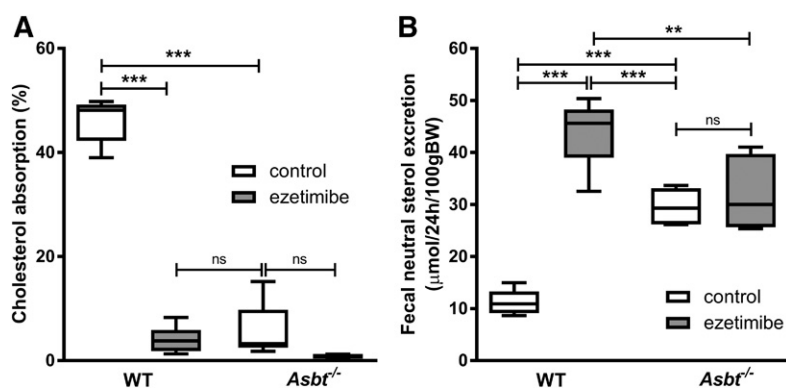 A
Cholesterol absorption (%)
60
40
20
0
***
***
ns
ns
control
ezetimibe
WT
Asbt-/-
B
Fecal neutral sterol excretion
(μmol/24h/100gBW)
60
50
40
30
20
10
0
**
***
***
***
ns
control
ezetimibe
WT
Asbt-/-